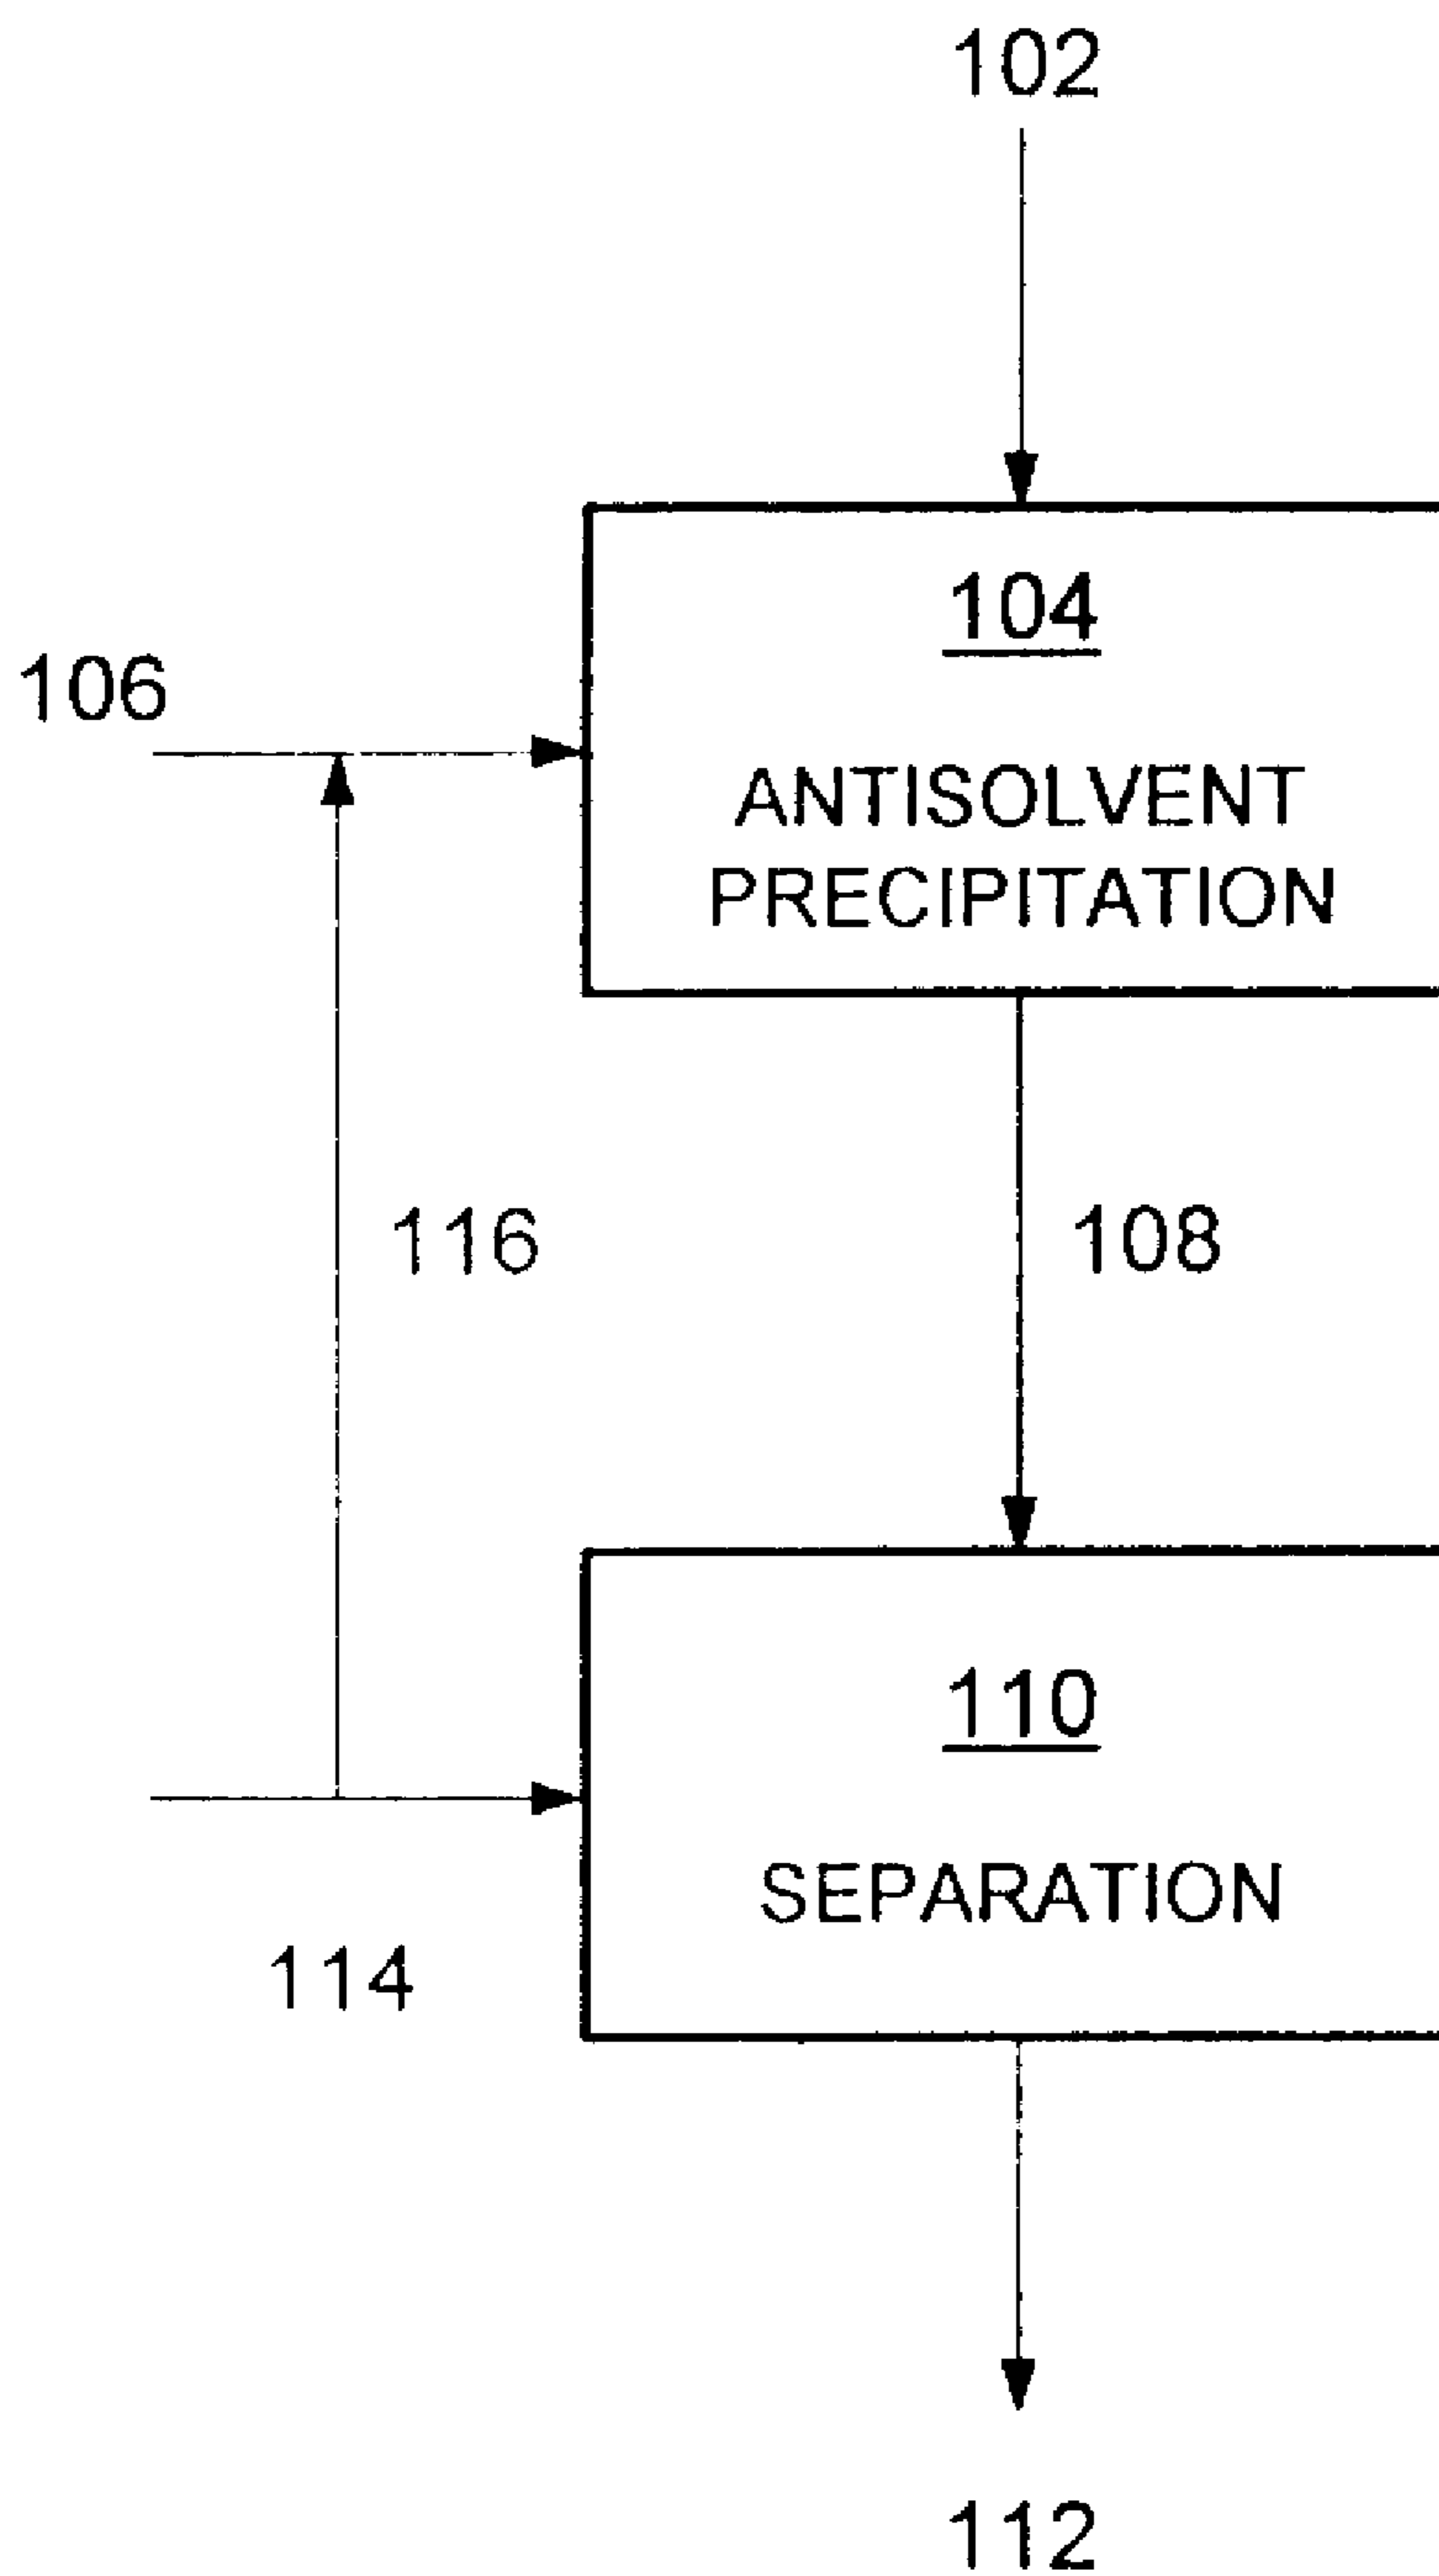 102
104
106
ANTISOLVENT
PRECIPITATION
116
108
110
SEPARATION
114
112